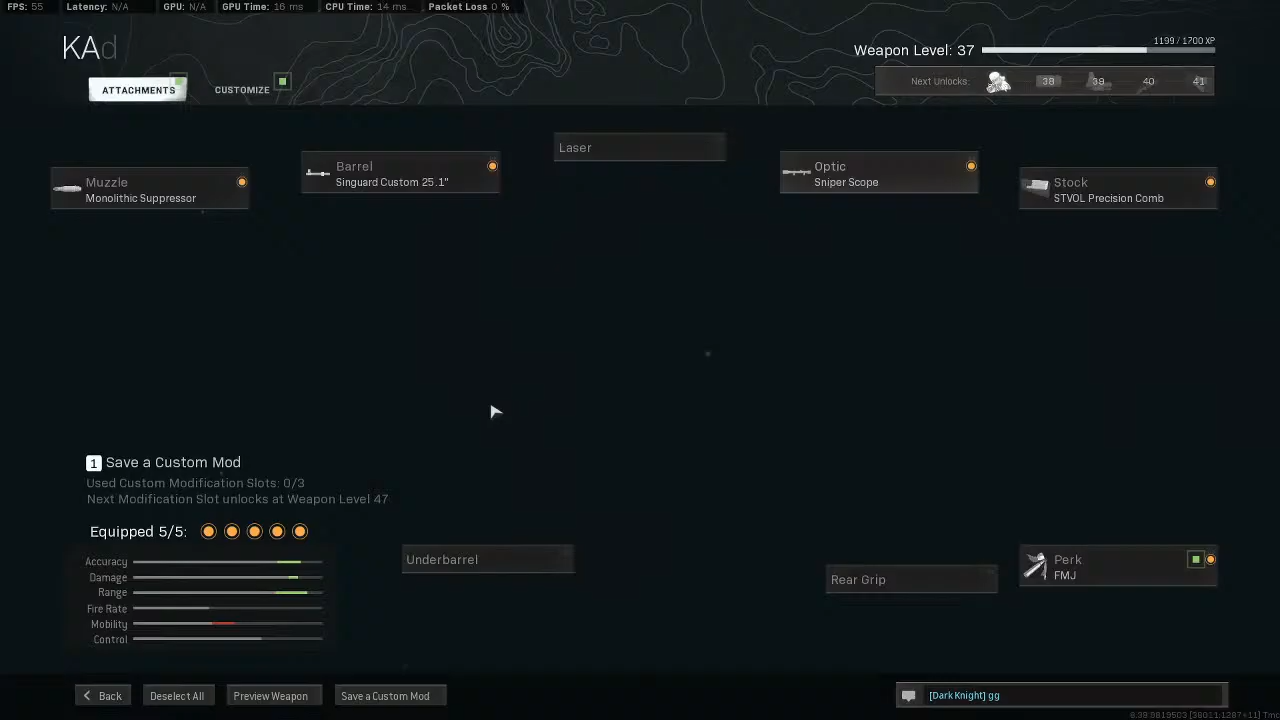 FPS: 55 Latency: N/A GPU: N/A GPU Time: 16 ms CPU Time: 14 ms Packet Loss 0 %
KAd
Weapon Level: 37
1199 / 1700 XP
ATTACHMENTS
CUSTOMIZE
Next Unlocks: 38 39 40 41
Laser
Barrel
Singuard Custom 25.1"
Optic
Sniper Scope
Muzzle
Monolithic Suppressor
Stock
STVOL Precision Comb
1 Save a Custom Mod
Used Custom Modification Slots: 0/3
Next Modification Slot unlocks at Weapon Level 47
Equipped 5/5:
Accuracy
Damage
Range
Fire Rate
Mobility
Control
Underbarrel
Rear Grip
Perk
FMJ
Back
Deselect All
Preview Weapon
Save a Custom Mod
[Dark Knight] gg